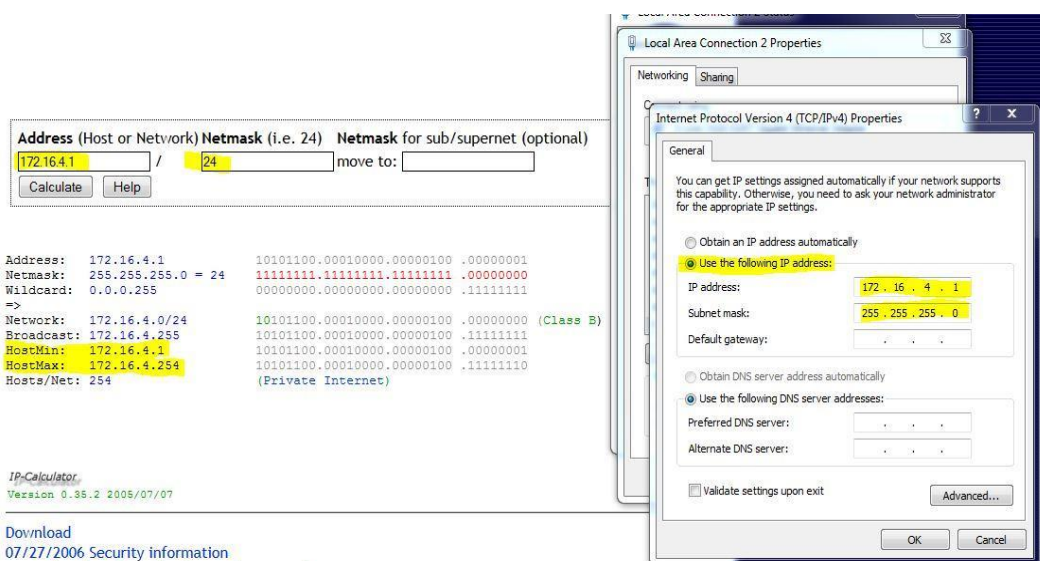 Local Area Connection 2 Status
Local Area Connection 2 Properties
Networking Sharing
Internet Protocol Version 4 (TCP/IPv4) Properties
? X
General
You can get IP settings assigned automatically if your network supports
this capability. Otherwise, you need to ask your network administrator
for the appropriate IP settings.
Obtain an IP address automatically
Use the following IP address:
IP address: 172 . 16 . 4 . 1
Subnet mask: 255 . 255 . 255 . 0
Default gateway: . . .
Obtain DNS server address automatically
Use the following DNS server addresses:
Preferred DNS server: . . .
Alternate DNS server: . . .
Validate settings upon exit
Advanced...
OK Cancel
Address (Host or Network) Netmask (i.e. 24) Netmask for sub/supernet (optional)
172.16.4.1 / 24 move to:
Calculate Help
Address: 172.16.4.1 10101100.00010000.00000100 .00000001
Netmask: 255.255.255.0 = 24 11111111.11111111.11111111 .00000000
Wildcard: 0.0.0.255 00000000.00000000.00000000 .11111111
=>
Network: 172.16.4.0/24 10101100.00010000.00000100 .00000000 (Class B)
Broadcast: 172.16.4.255 10101100.00010000.00000100 .11111111
HostMin: 172.16.4.1 10101100.00010000.00000100 .00000001
HostMax: 172.16.4.254 10101100.00010000.00000100 .11111110
Hosts/Net: 254 (Private Internet)
IP-Calculator
Version 0.35.2 2005/07/07
Download
07/27/2006 Security information